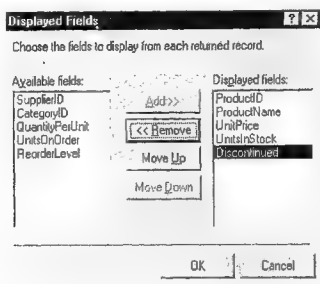 Displayed Fields
Choose the fields to display from each returned record.
Available fields:
SupplierID
CategoryID
QuantityPerUnit
UnitsOnOrder
ReorderLevel
Add>>
<< Remove
Move Up
Move Down
Displayed fields:
ProductID
ProductName
UnitPrice
UnitsInStock
Discontinued
OK
Cancel